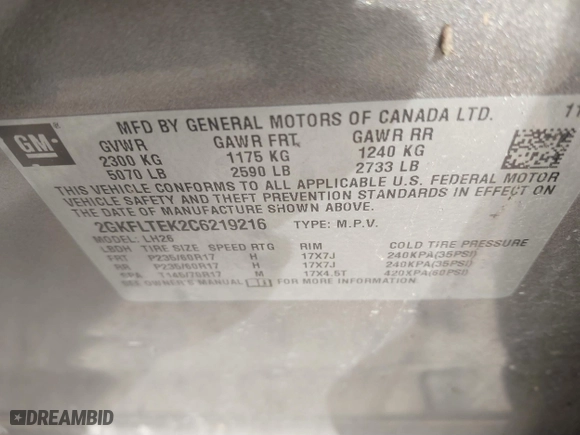 GM
®
MFD BY GENERAL MOTORS OF CANADA LTD.
11
GVWR GAWR FRT GAWR RR
2300 KG 1175 KG 1240 KG
5070 LB 2590 LB 2733 LB
THIS VEHICLE CONFORMS TO ALL APPLICABLE U.S. FEDERAL MOTOR
VEHICLE SAFETY AND THEFT PREVENTION STANDARDS IN EFFECT ON
THE DATE OF MANUFACTURE SHOWN ABOVE.
2GKFLTEK2C6219216 TYPE: M.P.V.
MODEL: LH26
TIRE SIZE SPEED RTG RIM COLD TIRE PRESSURE
FRT P235/60R17 H 17X7J 240KPA(35PSI)
RR P235/60R17 H 17X7J 240KPA(35PSI)
SPA T145/70R17 M 17X4.5T 420KPA(60PSI)
SEE OWNER'S MANUAL FOR MORE INFORMATION.
DREAMBID